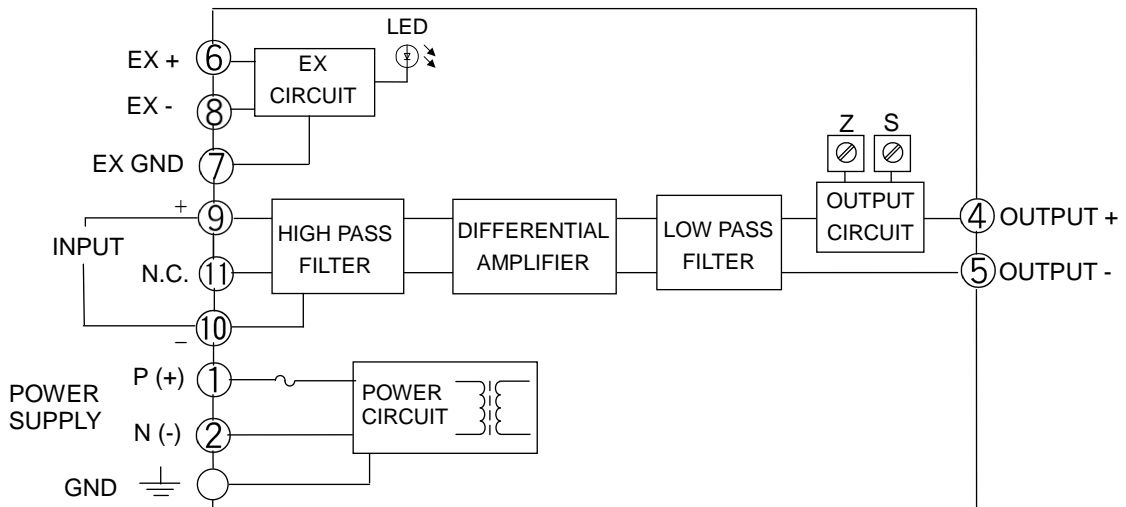 LED
EX +
6
EX
CIRCUIT
EX -
8
EX GND
7
Z
S
+
9
INPUT
N.C.
11
HIGH PASS
FILTER
DIFFERENTIAL
AMPLIFIER
LOW PASS
FILTER
OUTPUT
CIRCUIT
4
OUTPUT +
5
OUTPUT -
10
−
P (+)
1
POWER
SUPPLY
POWER
CIRCUIT
N (-)
2
GND